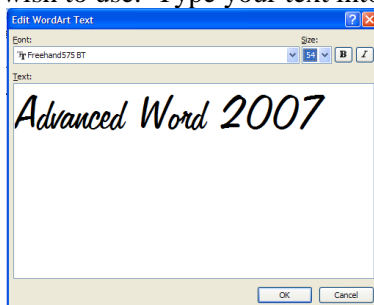 wish to use. Type your text into
Edit WordArt Text
Font: Size:
Freehand575 BT 54 B I
Text:
Advanced Word 2007
OK Cancel